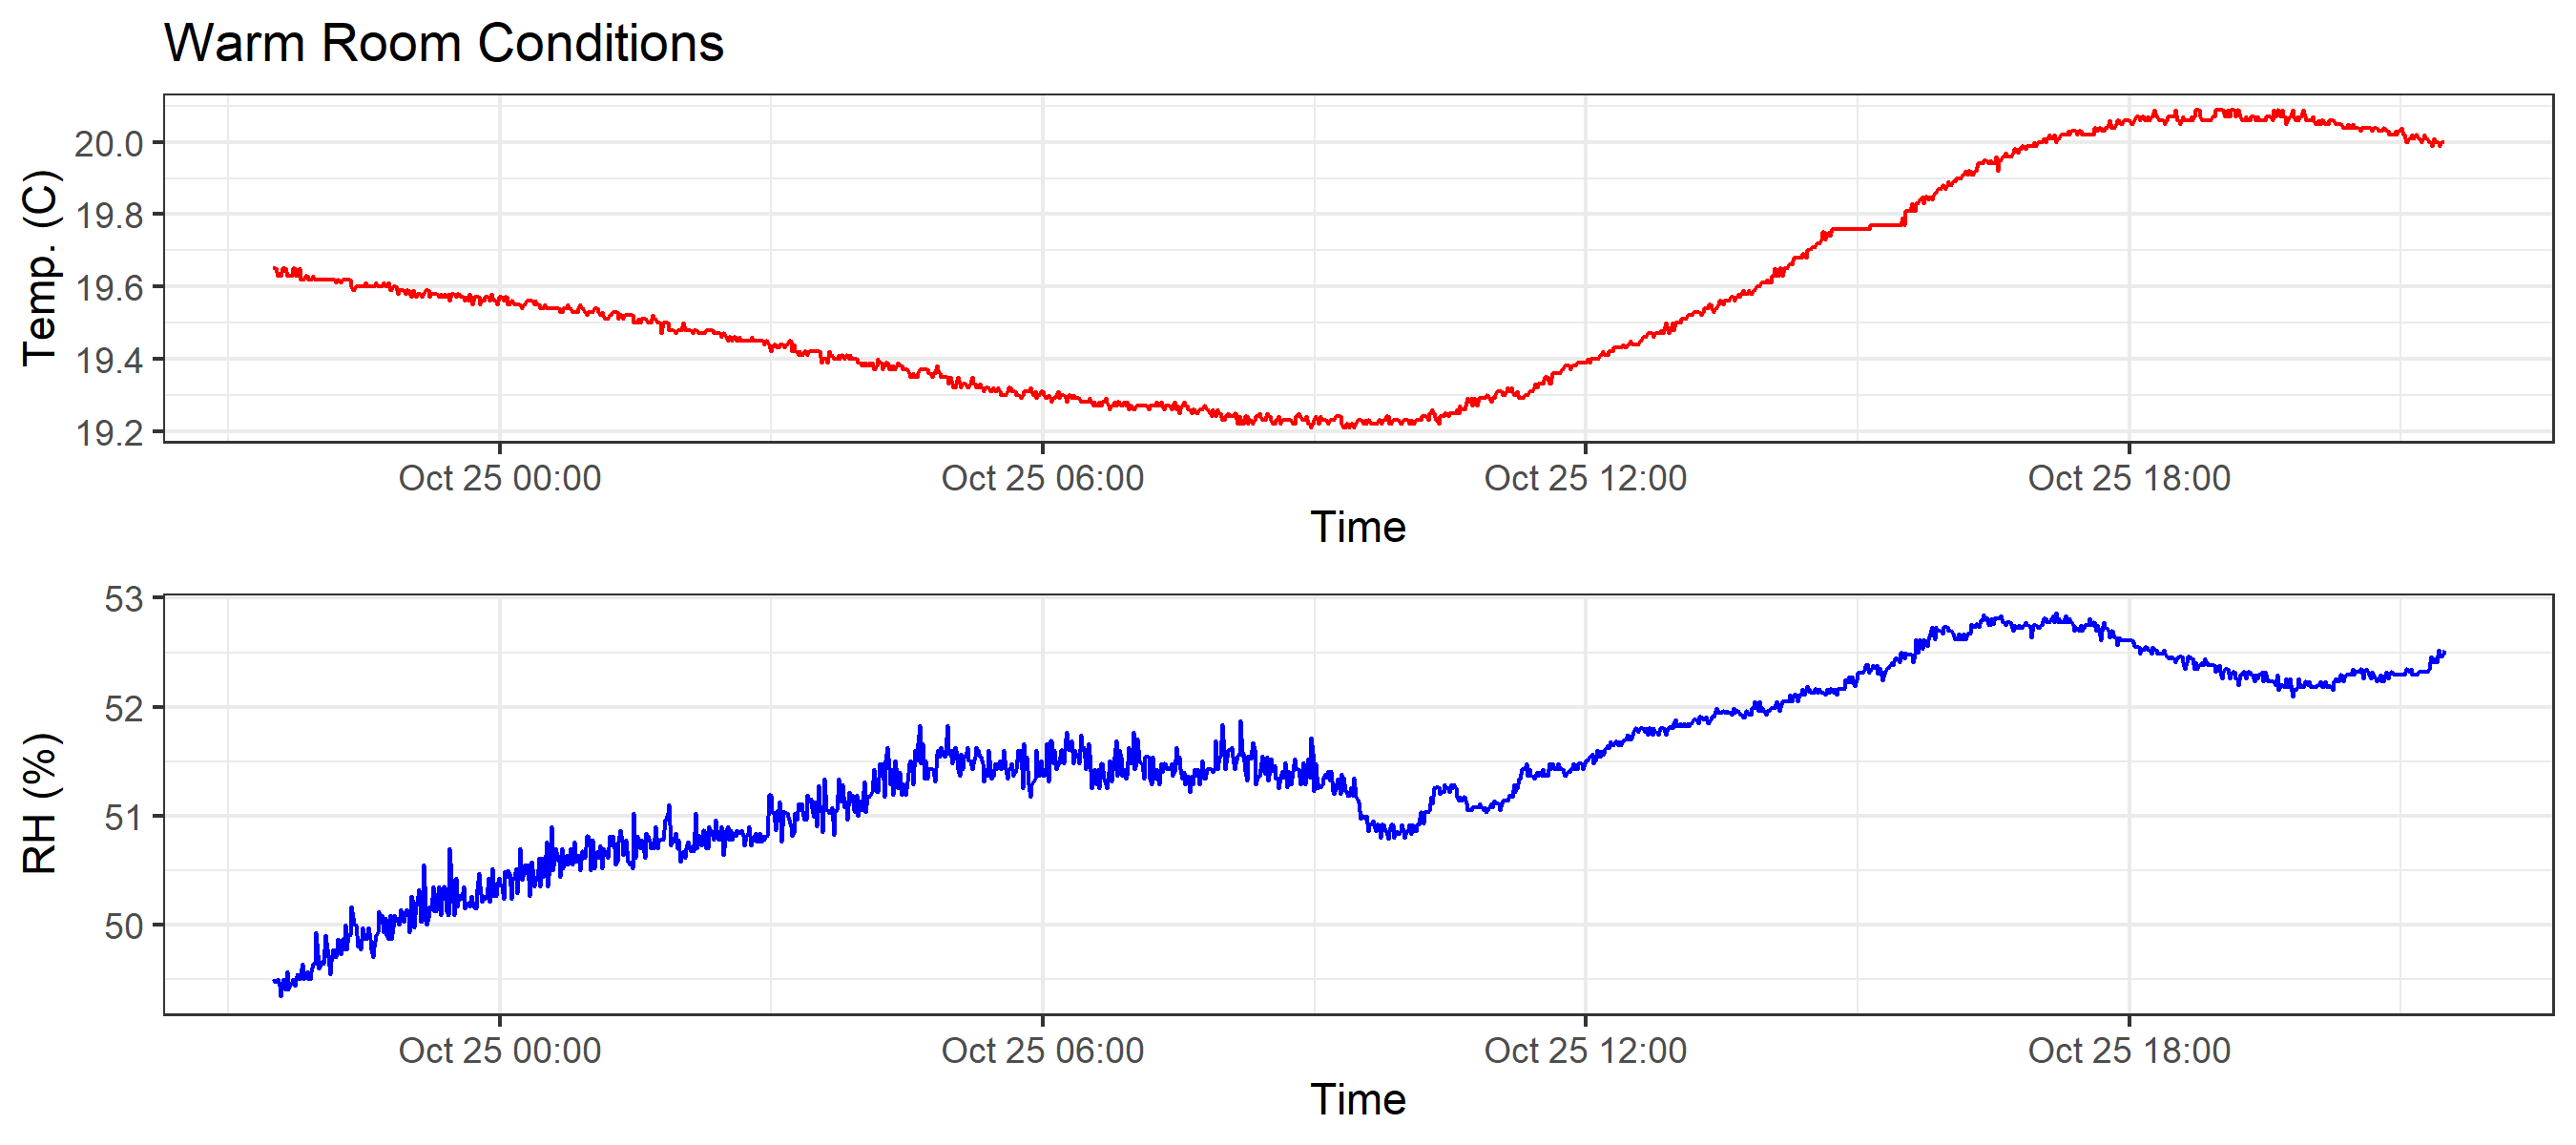 Warm Room Conditions
Temp. (C)
20.0
19.8
19.6
19.4
19.2
Oct 25 00:00 Oct 25 06:00 Oct 25 12:00 Oct 25 18:00
Time
RH (%)
53
52
51
50
Oct 25 00:00 Oct 25 06:00 Oct 25 12:00 Oct 25 18:00
Time